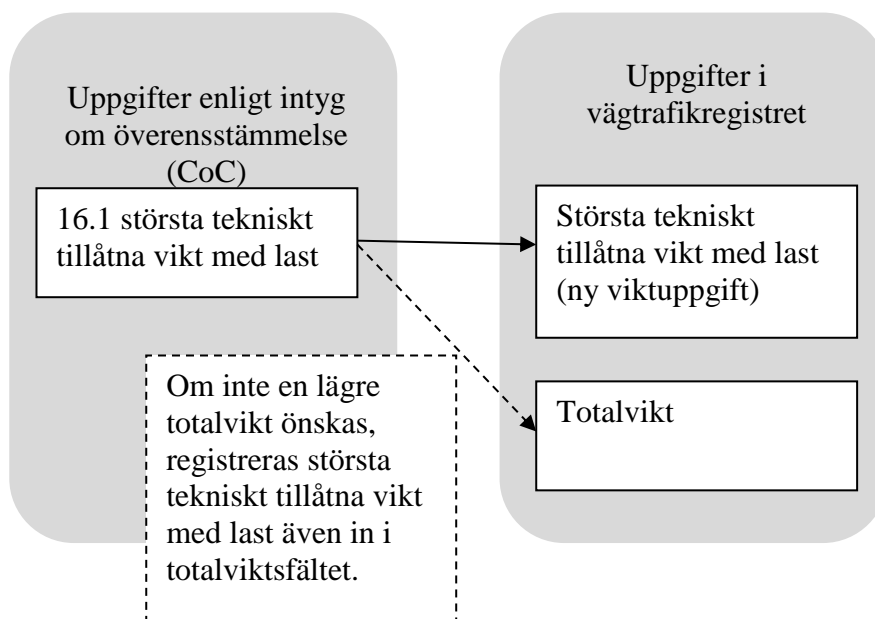 Uppgifter enligt intyg
om överensstämmelse
(CoC)
16.1 största tekniskt
tillåtna vikt med last
Om inte en lägre
totalvikt önskas,
registreras största
tekniskt tillåtna vikt
med last även in i
totalviktsfältet.
Uppgifter i
vägtrafikregistret
Största tekniskt
tillåtna vikt med last
(ny viktuppgift)
Totalvikt